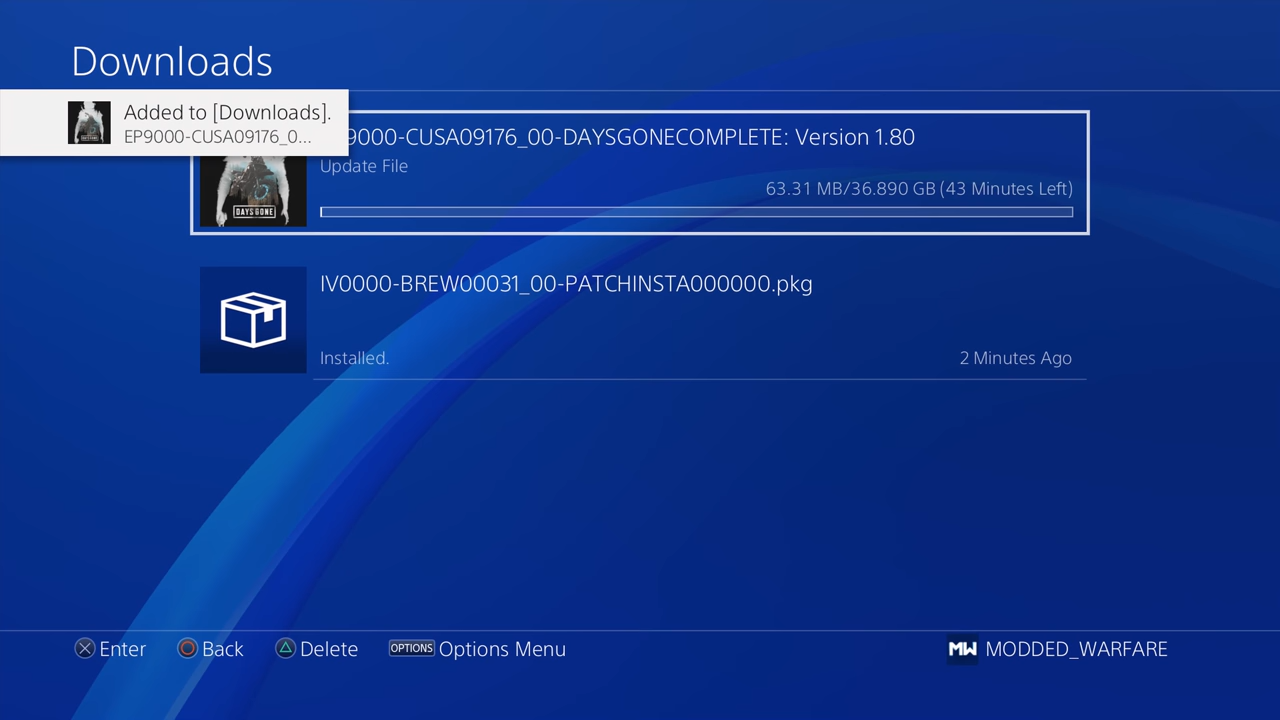 Downloads
Added to [Downloads].
EP9000-CUSA09176_0...
9000-CUSA09176_00-DAYSGONECOMPLETE: Version 1.80
Update File
63.31 MB/36.890 GB (43 Minutes Left)
DAYS GONE
IV0000-BREW00031_00-PATCHINSTA000000.pkg
Installed.
2 Minutes Ago
Enter
Back
Delete
OPTIONS Options Menu
MW MODDED_WARFARE